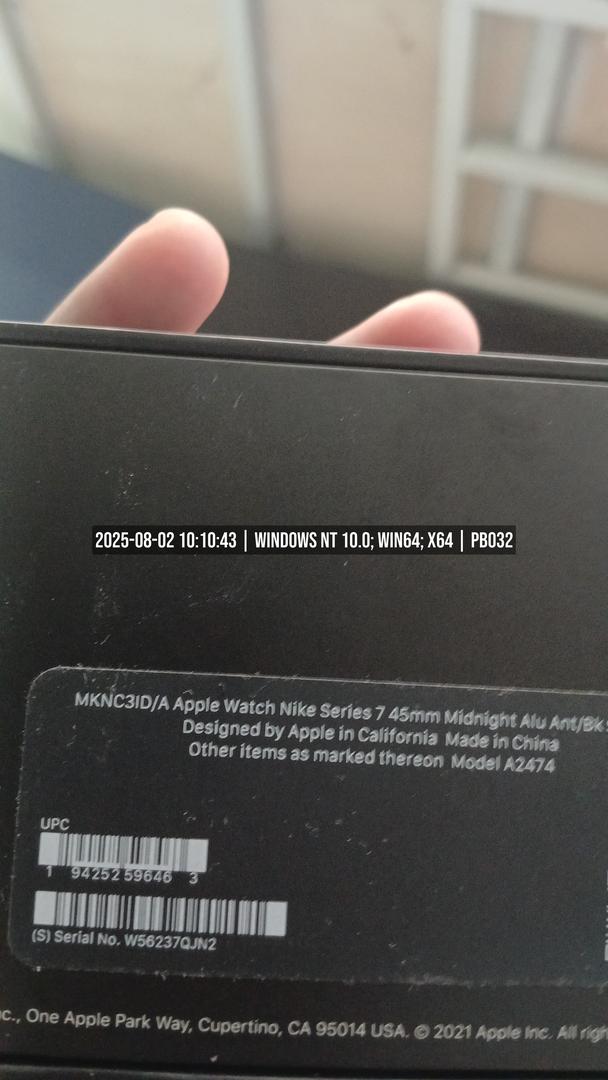 2025-08-02 10:10:43 | WINDOWS NT 10.0; WIN64; X64 | PB032
MKNC3ID/A Apple Watch Nike Series 7 45mm Midnight Alu Ant/Bk
Designed by Apple in California Made in China
Other items as marked thereon Model A2474
UPC
1 94252 59646 3
(S) Serial No. W56237QJN2
c., One Apple Park Way, Cupertino, CA 95014 USA. © 2021 Apple Inc. All righ